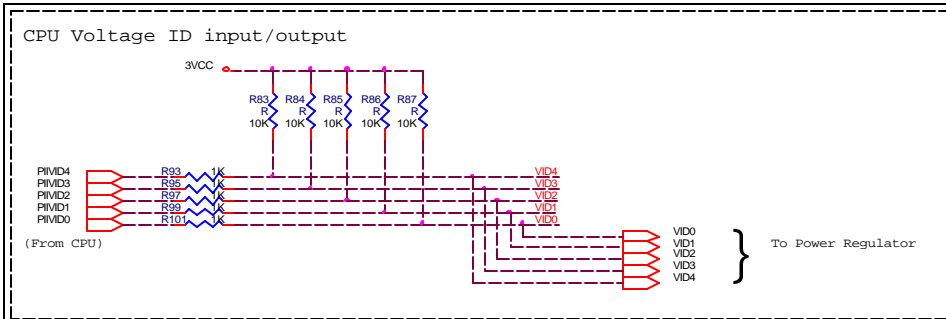 CPU Voltage ID input/output
3VCC
R83 R84 R85 R86 R87
R R R R R
10K 10K 10K 10K 10K
PIIVID4 R93 1K VID4
PIIVID3 R95 1K VID3
PIIVID2 R97 1K VID2
PIIVID1 R99 1K VID1
PIIVID0 R101 1K VID0
(From CPU)
VID0
VID1
VID2
VID3
VID4
To Power Regulator